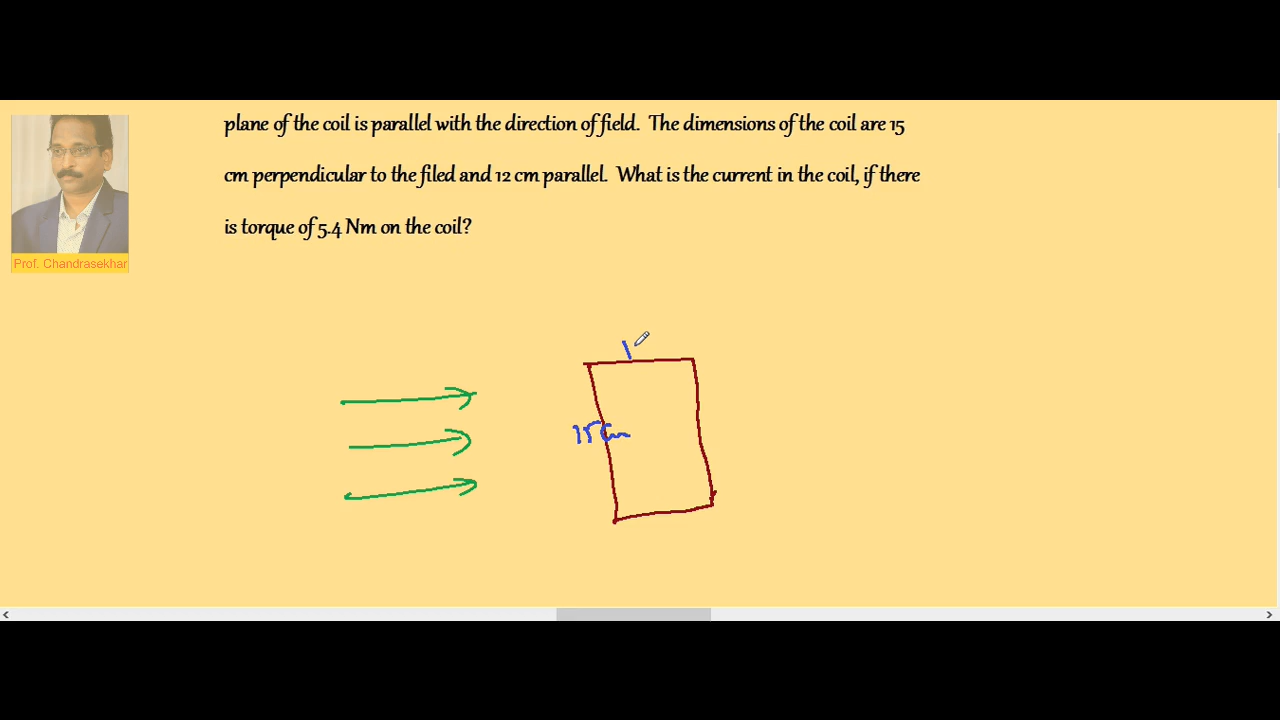 plane of the coil is parallel with the direction of field. The dimensions of the coil are 15
cm perpendicular to the filed and 12 cm parallel. What is the current in the coil, if there
is torque of 5.4 Nm on the coil?
Prof. Chandrasekhar
15 cm